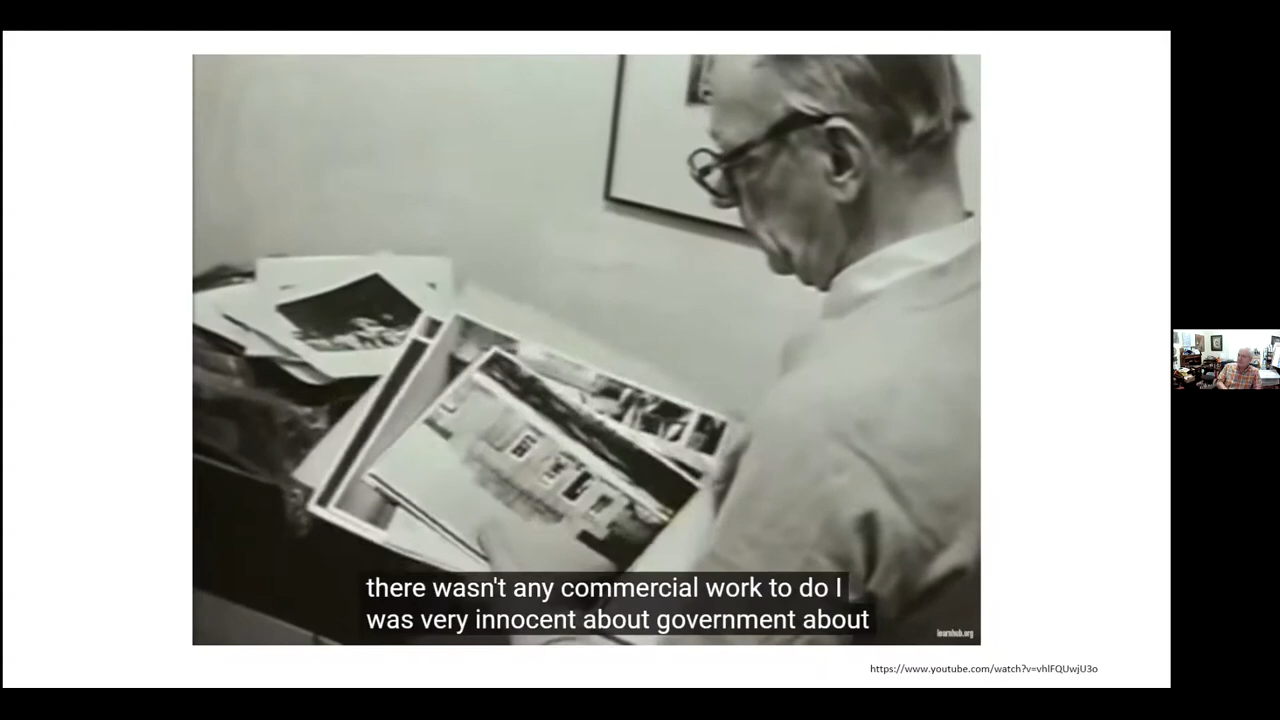 there wasn't any commercial work to do I
was very innocent about government about
learnhub.org
https://www.youtube.com/watch?v=vhlFQUwjU3o